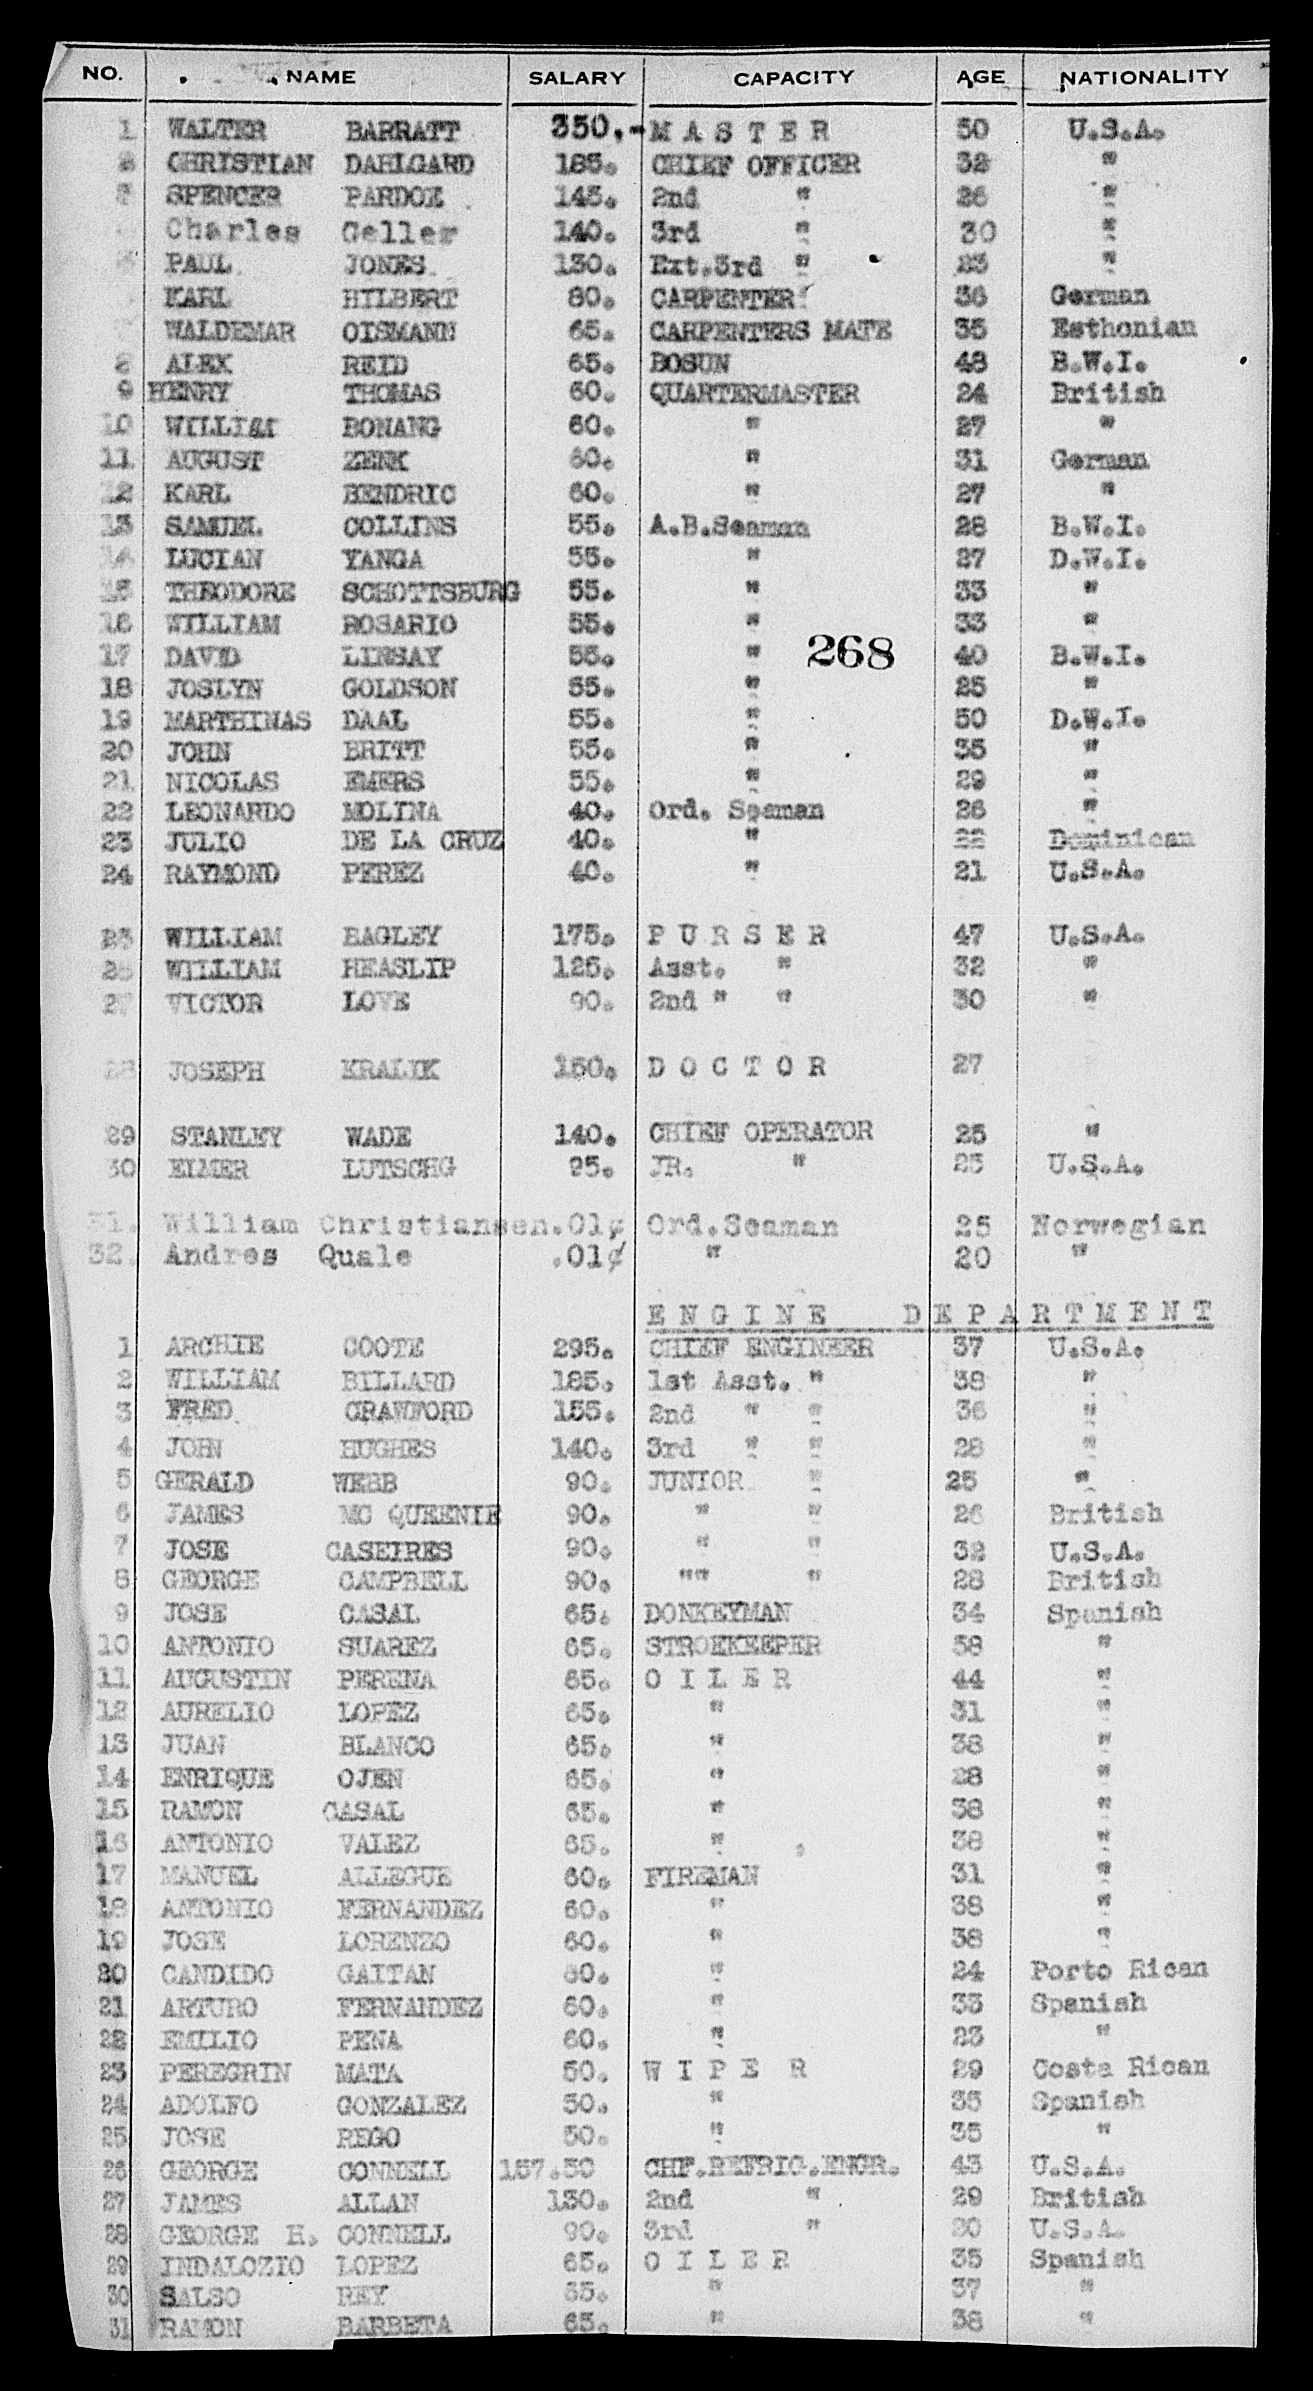 NO. NAME SALARY CAPACITY AGE NATIONALITY
1 WALTER BARRATT 350.- M A S T E R 50 U.S.A.
2 CHRISTIAN DAHLGARD 185. CHIEF OFFICER 32 "
3 SPENCER PARDOE 145. 2nd " 26 "
Charles Geller 140. 3rd " 30 "
5 PAUL JONES 130. Ext.3rd " 23 "
KARL HILBERT 80. CARPENTER 36 German
WALDEMAR OISMANN 65. CARPENTERS MATE 35 Esthonian
8 ALEX REID 65. BOSUN 48 B.W.I.
9 HENRY THOMAS 60. QUARTERMASTER 24 British
10 WILLIAM BONANG 60. " 27 "
11 AUGUST ZENK 60. " 31 German
12 KARL BENDRIC 60. " 27 "
13 SAMUEL COLLINS 55. A.B.Seaman 28 B.W.I.
14 LUCIAN YANGA 55. " 27 D.W.I.
15 THEODORE SCHOTTSBURG 55. " 33 "
16 WILLIAM ROSARIO 55. " 33 "
17 DAVID LINSAY 55. " 268 40 B.W.I.
18 JOSLYN GOLDSON 55. " 25 "
19 MARTHINAS DAAL 55. " 50 D.W.I.
20 JOHN BRITT 55. " 35 "
21 NICOLAS EMERS 55. " 29 "
22 LEONARDO MOLINA 40. Ord. Seaman 26 "
23 JULIO DE LA CRUZ 40. " 22 Dominican
24 RAYMOND PEREZ 40. " 21 U.S.A.
25 WILLIAM BAGLEY 175. P U R S E R 47 U.S.A.
26 WILLIAM HEASLIP 125. Asst. " 32 "
27 VICTOR LOVE 90. 2nd " " 30 "
28 JOSEPH KRALIK 150. D O C T O R 27
29 STANLEY WADE 140. CHIEF OPERATOR 25 "
30 ELMER LUTSCHG 25. JR. " 23 U.S.A.
31. William Christiansen .01¢ Ord.Seaman 25 Norwegian
32. Andres Quale .01¢ " 20 "
E N G I N E D E P A R T M E N T
1 ARCHIE COOTE 295. CHIEF ENGINEER 37 U.S.A.
2 WILLIAM BILLARD 185. 1st Asst. " 38 "
3 FRED CRAWFORD 155. 2nd " " 36 "
4 JOHN HUGHES 140. 3rd " " 28 "
5 GERALD WEBB 90. JUNIOR " 25 "
6 JAMES MC QUEENIE 90. " " 26 British
7 JOSE CASEIRES 90. " " 32 U.S.A.
8 GEORGE CAMPBELL 90. "" " 28 British
9 JOSE CASAL 65. DONKEYMAN 34 Spanish
10 ANTONIO SUAREZ 65. STROEKEEPER 38 "
11 AUGUSTIN PERENA 65. O I L E R 44 "
12 AURELIO LOPEZ 65. " 31 "
13 JUAN BLANCO 65. " 38 "
14 ENRIQUE OJEN 65. " 28 "
15 RAMON CASAL 65. " 38 "
16 ANTONIO VALEZ 65. " 38 "
17 MANUEL ALLEGUE 60. FIREMAN 31 "
18 ANTONIO FERNANDEZ 60. " 38 "
19 JOSE LORENZO 60. " 38 "
20 CANDIDO GAITAN 60. " 24 Porto Rican
21 ARTURO FERNANDEZ 60. " 33 Spanish
22 EMILIO PENA 60. " 23 "
23 PEREGRIN MATA 50. W I P E R 29 Costa Rican
24 ADOLFO GONZALEZ 50. " 35 Spanish
25 JOSE REGO 50. " 35 "
26 GEORGE CONNELL 157.50 CHF.REFRIG.ENGR. 43 U.S.A.
27 JAMES ALLAN 130. 2nd " 29 British
28 GEORGE H. CONNELL 90. 3rd " 20 U.S.A.
29 INDALOZIO LOPEZ 65. O I L E R 35 Spanish
30 SALSO REY 65. " 37 "
31 RAMON BARBETA 65. " 38 "